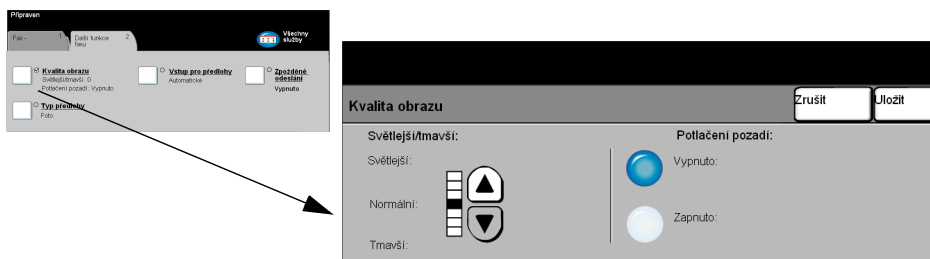 Připraven
Fax -
1
Další funkce faxu
2
Všechny služby
Kvalita obrazu
Světlejší/tmavší: 0
Potlačení pozadí: Vypnuto
Vstup pro předlohy
Automatické
Zpožděné odeslání
Vypnuto
Typ předlohy
Foto:
Kvalita obrazu
Zrušit
Uložit
Světlejší/tmavší:
Světlejší:
Normální:
Tmavší:
Potlačení pozadí:
Vypnuto:
Zapnuto: